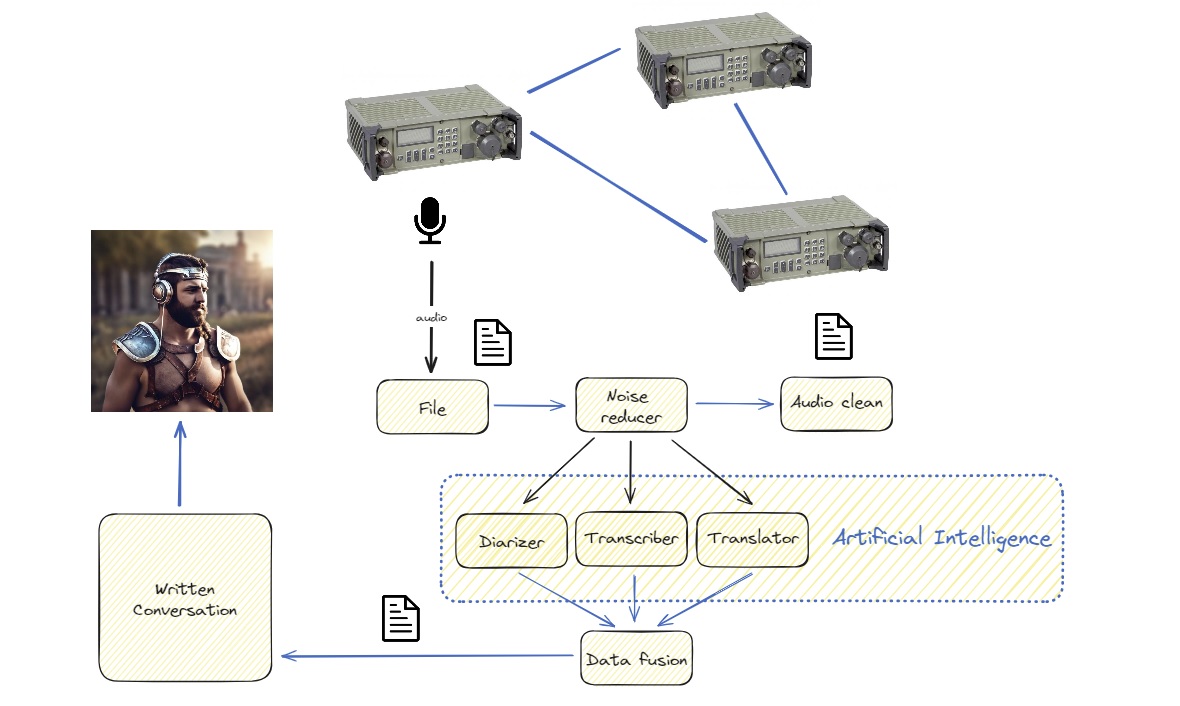 audio
File
Noise
reducer
Audio clean
Diarizer
Transcriber
Translator
Artificial Intelligence
Written
Conversation
Data fusion